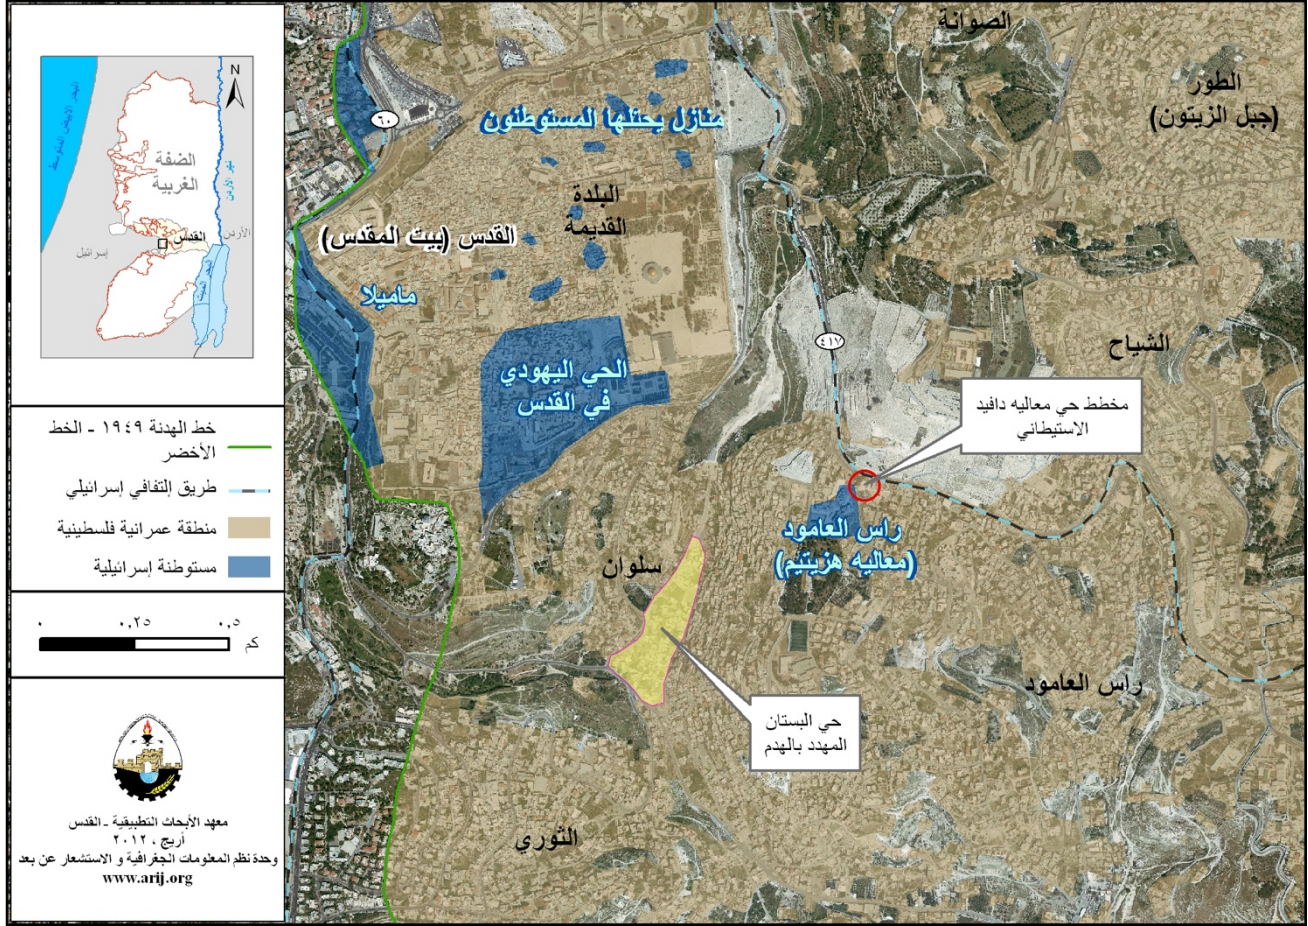 الصوانة
الطور
(جبل الزيتون)
منازل يحتلها المستوطنون
٦٠
البلدة
القديمة
القدس (بيت المقدس)
ماميلا
٤١٧
الشياح
الحي اليهودي
في القدس
مخطط حي معاليه دافيد
الاستيطاني
راس العامود
(معاليه هزيتيم)
سلوان
راس العامود
حي البستان
المهدد بالهدم
الثوري
N
البحر الابيض المتوسط
الضفة
الغربية
نهر الأردن
القدس
الأردن
إسرائيل
البحر الميت
خط الهدنة ١٩٤٩ - الخط
الأخضر
طريق إلتفافي إسرائيلي
منطقة عمرانية فلسطينية
مستوطنة إسرائيلية
٠ ٠,٢٥ ٠,٥
كم
معهد الأبحاث التطبيقية - القدس
أريج ، ٢٠١٢
وحدة نظم المعلومات الجغرافية و الاستشعار عن بعد
www.arij.org